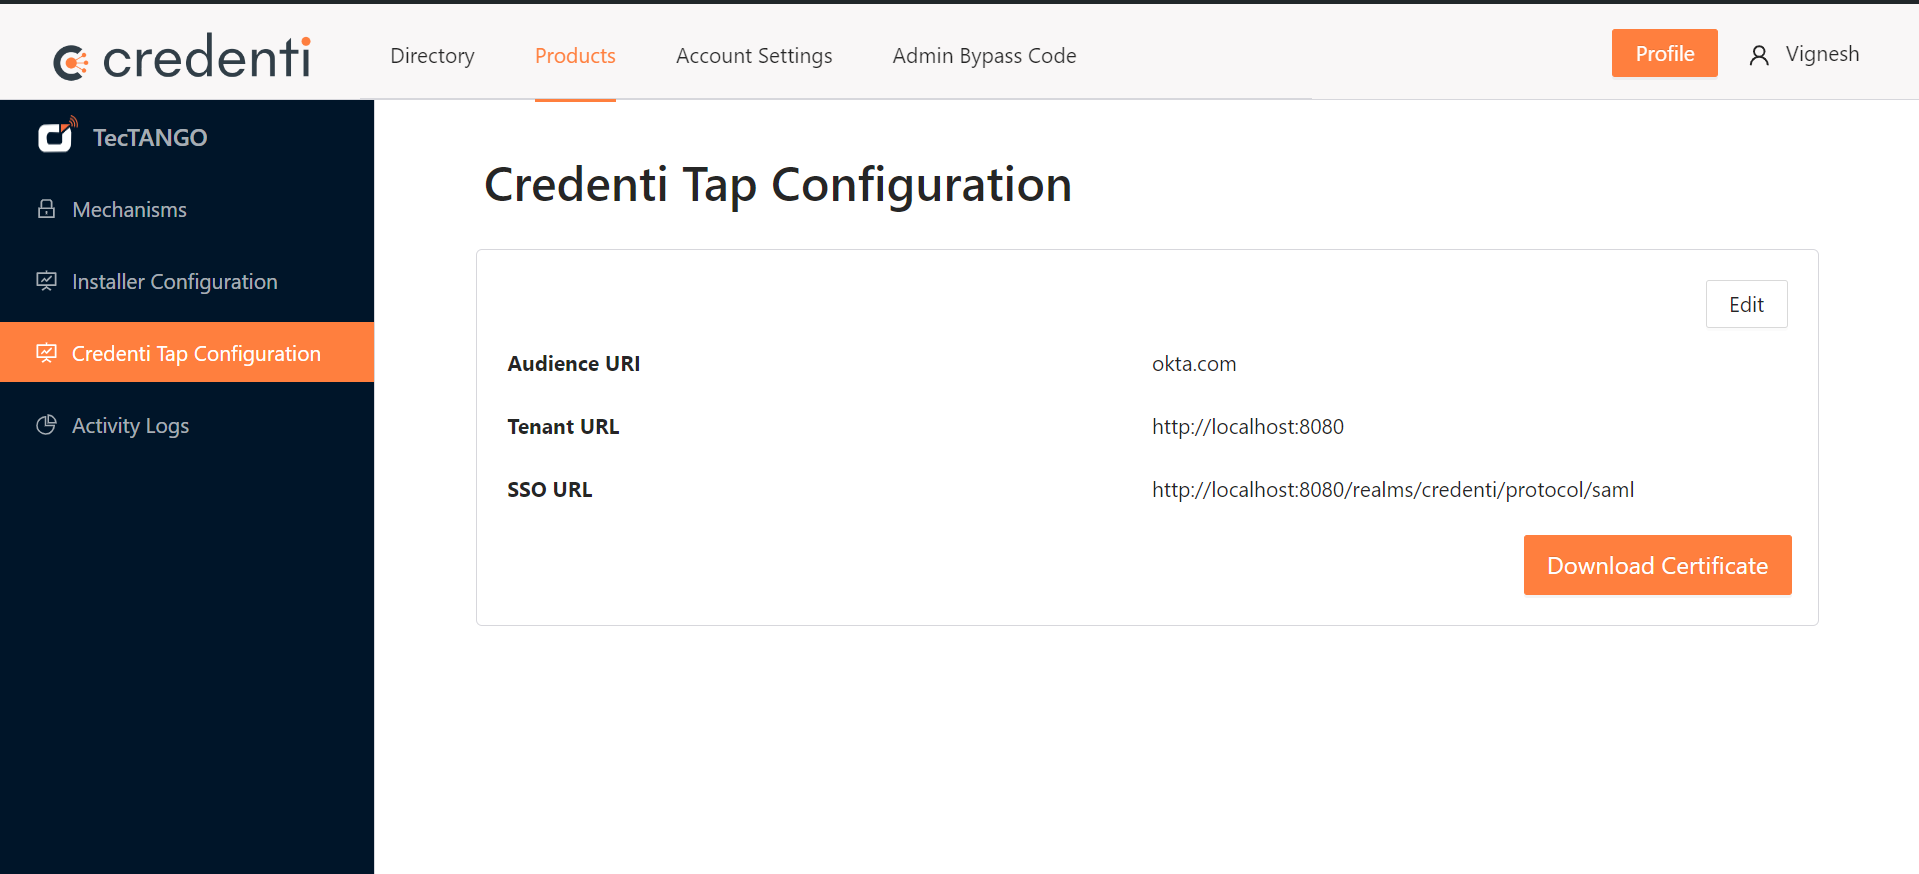 credenti
Directory
Products
Account Settings
Admin Bypass Code
Profile
Vignesh
TecTANGO
Mechanisms
Installer Configuration
Credenti Tap Configuration
Activity Logs
Credenti Tap Configuration
Edit
Audience URI okta.com
Tenant URL http://localhost:8080
SSO URL http://localhost:8080/realms/credenti/protocol/saml
Download Certificate